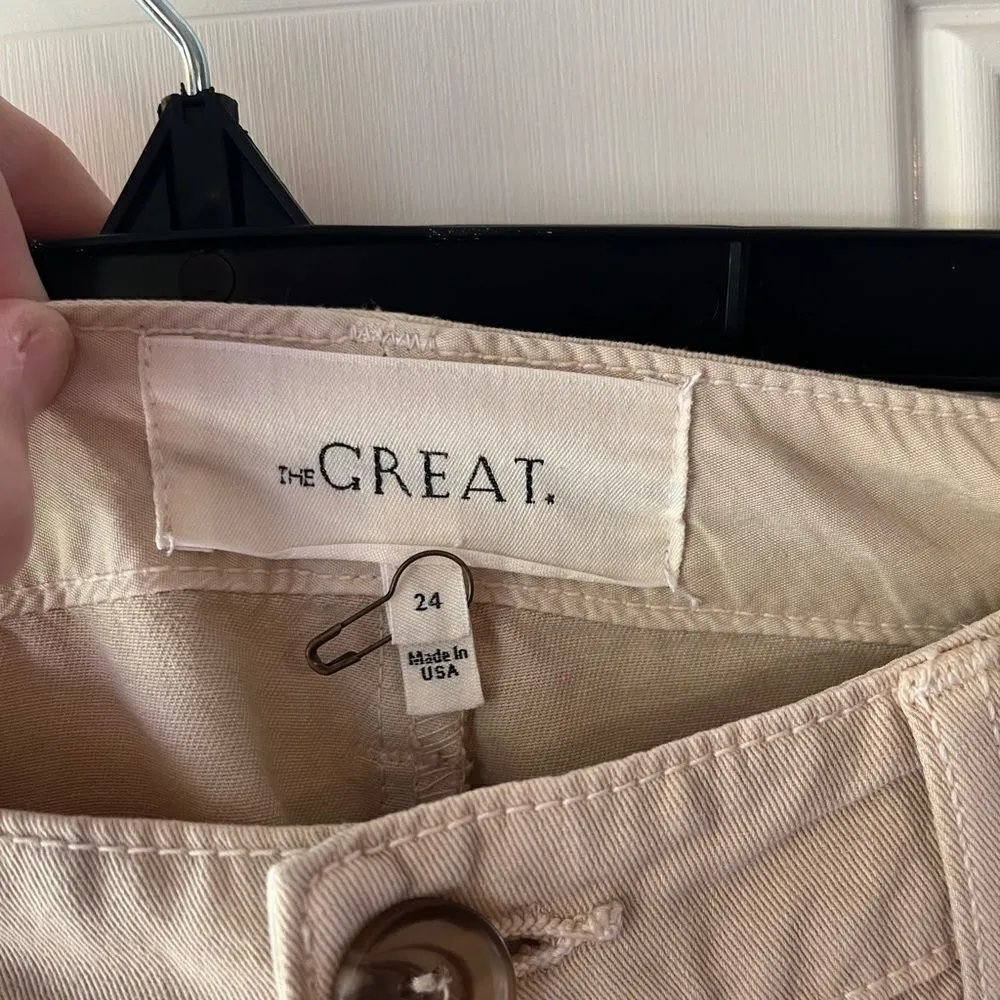 THE GREAT.
24
Made In
USA